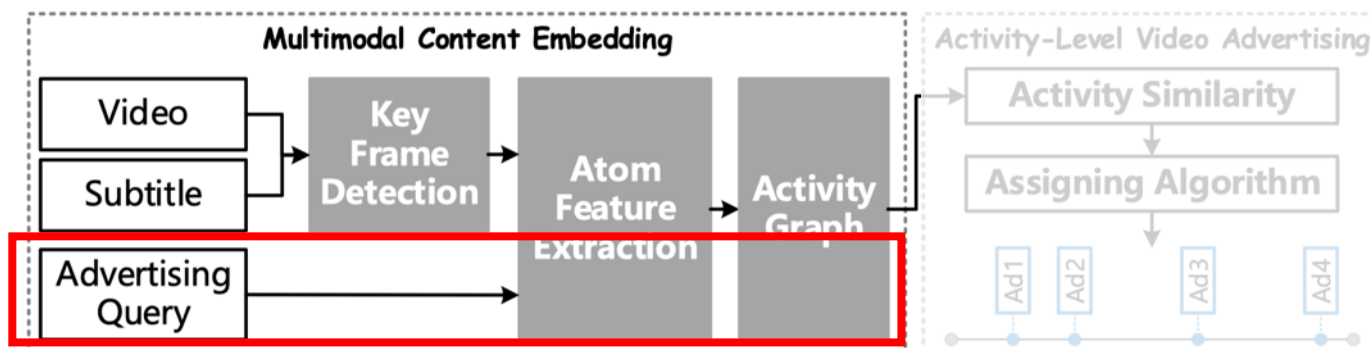 Multimodal Content Embedding
Activity-Level Video Advertising
Video
Subtitle
Key
Frame
Detection
Atom
Feature
Extraction
Activity
Graph
Advertising
Query
Activity Similarity
Assigning Algorithm
Ad1
Ad2
Ad3
Ad4